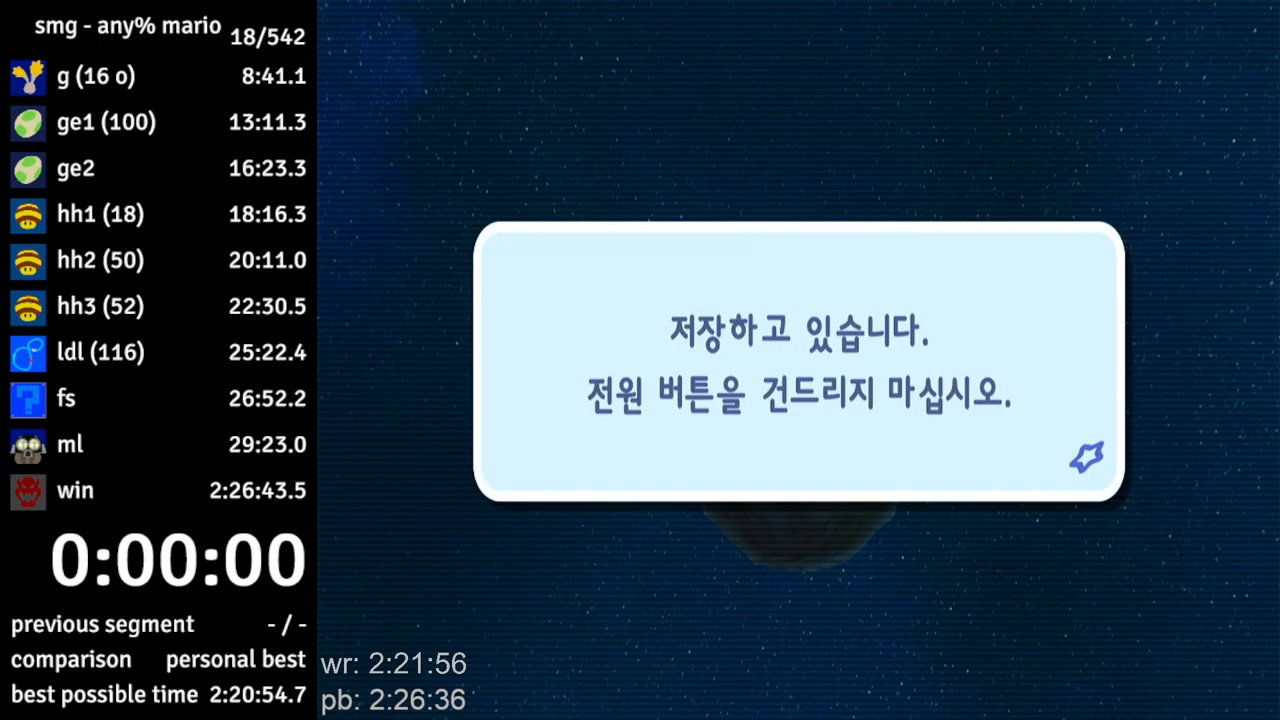 smg - any% mario 18/542
g (16 o) 8:41.1
ge1 (100) 13:11.3
ge2 16:23.3
hh1 (18) 18:16.3
hh2 (50) 20:11.0
hh3 (52) 22:30.5
ldl (116) 25:22.4
fs 26:52.2
ml 29:23.0
win 2:26:43.5
0:00:00
previous segment - / -
comparison personal best
best possible time 2:20:54.7
wr: 2:21:56
pb: 2:26:36
저장하고 있습니다.
전원 버튼을 건드리지 마십시오.